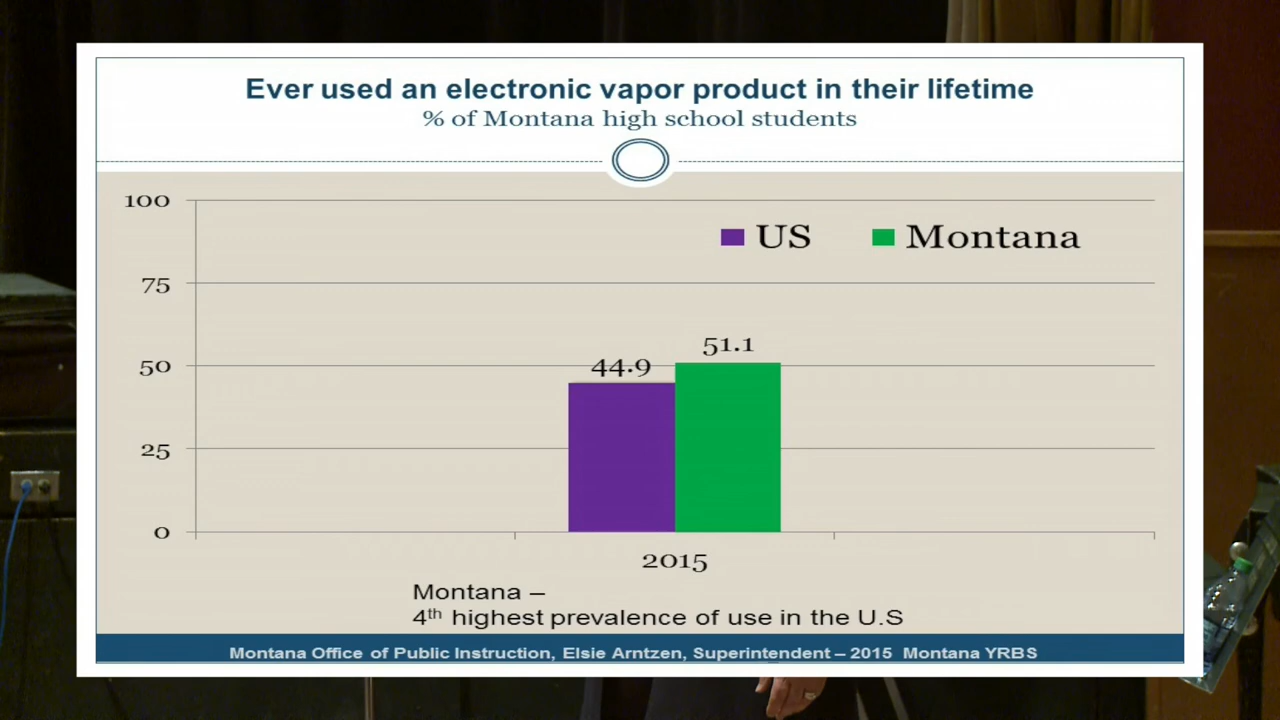 Ever used an electronic vapor product in their lifetime
% of Montana high school students
100
US Montana
75
51.1
50
44.9
25
0
2015
Montana –
4th highest prevalence of use in the U.S
Montana Office of Public Instruction, Elsie Arntzen, Superintendent – 2015 Montana YRBS